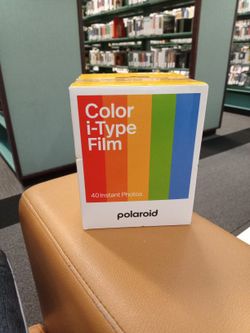 Color
i-Type
Film
40 Instant Photos
polaroid